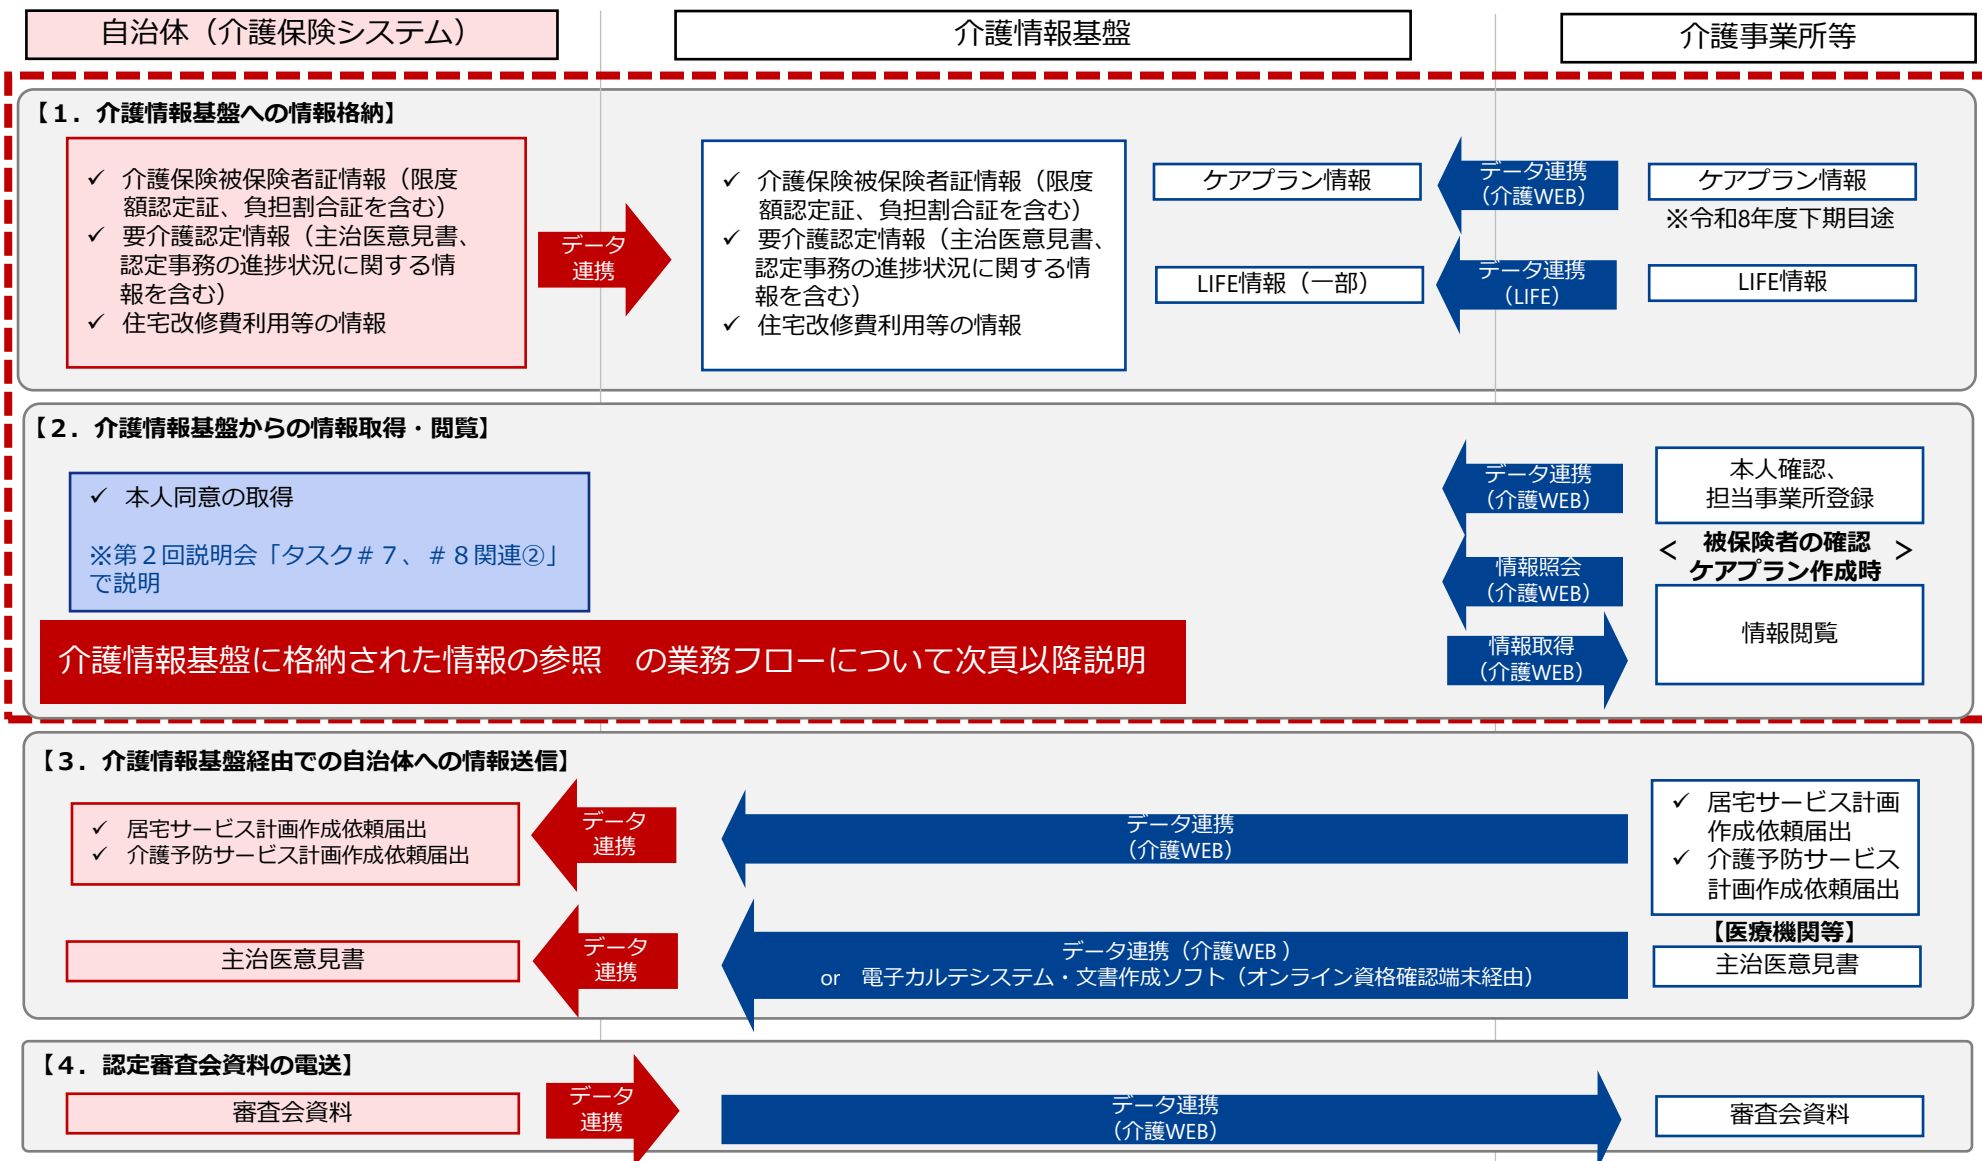 自治体（介護保険システム）
介護情報基盤
介護事業所等
【１．介護情報基盤への情報格納】
✓ 介護保険被保険者証情報（限度
額認定証、負担割合証を含む）
✓ 要介護認定情報（主治医意見書、
認定事務の進捗状況に関する情
報を含む）
✓ 住宅改修費利用等の情報
データ
連携
✓ 介護保険被保険者証情報（限度
額認定証、負担割合証を含む）
✓ 要介護認定情報（主治医意見書、
認定事務の進捗状況に関する情
報を含む）
✓ 住宅改修費利用等の情報
ケアプラン情報
データ連携
（介護WEB）
ケアプラン情報
※令和8年度下期目途
LIFE情報（一部）
データ連携
（LIFE）
LIFE情報
【２．介護情報基盤からの情報取得・閲覧】
✓ 本人同意の取得
※第２回説明会「タスク＃７、＃８関連②」
で説明
データ連携
（介護WEB）
本人確認、
担当事業所登録
＜ 被保険者の確認 ＞
ケアプラン作成時
情報照会
（介護WEB）
情報閲覧
情報取得
（介護WEB）
介護情報基盤に格納された情報の参照　の業務フローについて次頁以降説明
【３．介護情報基盤経由での自治体への情報送信】
✓ 居宅サービス計画作成依頼届出
✓ 介護予防サービス計画作成依頼届出
データ
連携
データ連携
（介護WEB）
✓ 居宅サービス計画
作成依頼届出
✓ 介護予防サービス
計画作成依頼届出
【医療機関等】
主治医意見書
データ
連携
データ連携（介護WEB ）
or　電子カルテシステム・文書作成ソフト（オンライン資格確認端末経由）
主治医意見書
【４．認定審査会資料の電送】
審査会資料
データ
連携
データ連携
（介護WEB）
審査会資料